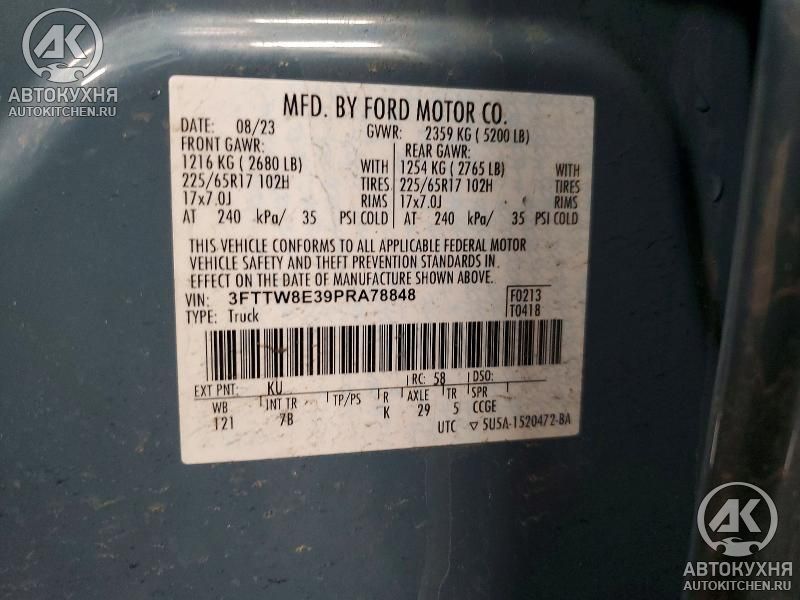 АК
АВТОКУХНЯ
AUTOKITCHEN.RU
MFD. BY FORD MOTOR CO.
DATE: 08/23 GVWR: 2359 KG ( 5200 LB)
FRONT GAWR: REAR GAWR:
1216 KG ( 2680 LB) WITH 1254 KG ( 2765 LB) WITH
225/65R17 102H TIRES 225/65R17 102H TIRES
17x7.0J RIMS 17x7.0J RIMS
AT 240 kPa/ 35 PSI COLD AT 240 kPa/ 35 PSI COLD
THIS VEHICLE CONFORMS TO ALL APPLICABLE FEDERAL MOTOR
VEHICLE SAFETY AND THEFT PREVENTION STANDARDS IN
EFFECT ON THE DATE OF MANUFACTURE SHOWN ABOVE.
VIN: 3FTTW8E39PRA78848 F0213
TYPE: Truck T0418
EXT PNT: KU RC: 58 DSO:
WB INT TR TP/PS R AXLE TR SPR
121 7B K 29 5 CCGE
UTC ▽ 5U5A-1520472-BA
АК
АВТОКУХНЯ
AUTOKITCHEN.RU